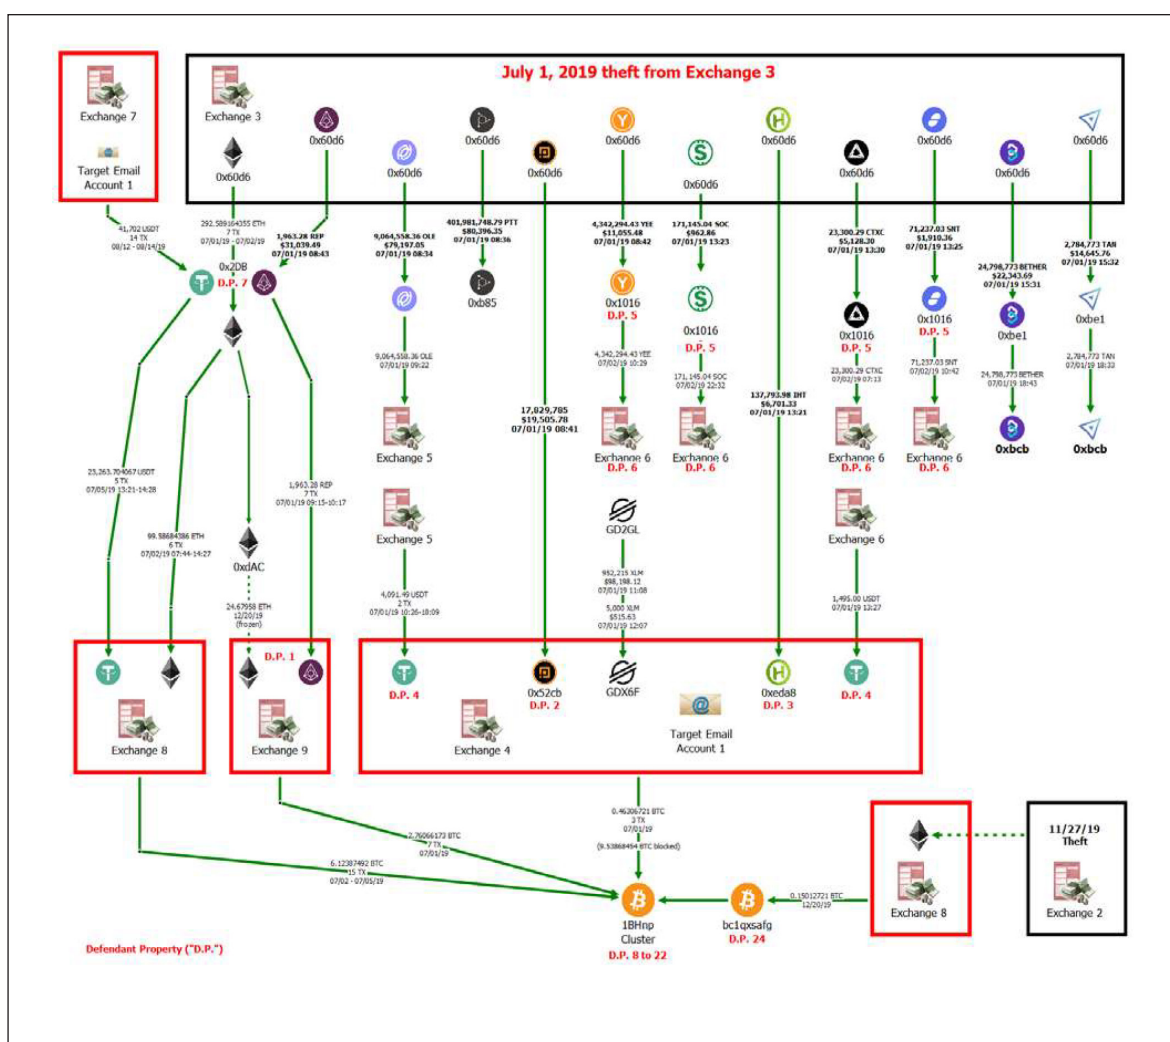 July 1, 2019 theft from Exchange 3
Exchange 7
Target Email
Account 1
Exchange 3
0x60d6
0x60d6
0x60d6
0x60d6
0x60d6
0x60d6
0x60d6
0x60d6
0x60d6
0x60d6
0x60d6
0x60d6
41,702 USDT
14 TX
08/12 - 08/14/19
292.589164355 ETH
7 TX
07/01/19 - 07/02/19
1,963.28 REP
$31,039.49
07/01/19 08:43
9,064,558.36 OLE
$79,197.05
07/01/19 08:34
401,981,748.79 PTT
$80,396.35
07/01/19 08:36
4,342,294.43 YEE
$11,055.48
07/01/19 08:42
171,145.04 SOC
$962.86
07/01/19 13:23
23,300.29 CTXC
$5,128.30
07/01/19 13:30
71,237.03 SNT
$1,910.36
07/01/19 13:25
24,798,773 BETHER
$22,343.69
07/01/19 15:31
2,784,773 TAN
$14,645.76
07/01/19 15:32
0x2DB
D.P. 7
0xb85
0x1016
D.P. 5
0x1016
D.P. 5
0x1016
D.P. 5
0x1016
D.P. 5
0xbe1
0xbe1
9,064,558.36 OLE
07/01/19 09:22
4,342,294.43 YEE
07/02/19 10:29
171,145.04 SOC
07/02/19 22:32
23,300.29 CTXC
07/02/19 07:13
71,237.03 SNT
07/02/19 10:42
24,798,773 BETHER
07/01/19 18:43
2,784,773 TAN
07/01/19 18:33
17,829,785
$19,505.78
07/01/19 08:41
137,793.98 IHT
$6,701.33
07/01/19 13:21
Exchange 5
Exchange 6
D.P. 6
Exchange 6
D.P. 6
Exchange 6
D.P. 6
Exchange 6
D.P. 6
0xbcb
0xbcb
23,263.704067 USDT
5 TX
07/05/19 13:21-14:28
1,963.28 REP
7 TX
07/01/19 09:15-10:17
99.58684386 ETH
6 TX
07/02/19 07:44-14:27
Exchange 5
GD2GL
Exchange 6
0xdAC
24.67958 ETH
12/20/19
(frozen)
4,091.49 USDT
2 TX
07/01/19 10:26-18:09
952,215 XLM
$98,198.12
07/01/19 11:08
5,000 XLM
$515.63
07/01/19 12:07
1,495.00 USDT
07/01/19 13:27
D.P. 1
D.P. 4
0x52cb
D.P. 2
GDX6F
0xeda8
D.P. 3
D.P. 4
Exchange 8
Exchange 9
Exchange 4
Target Email
Account 1
0.46306721 BTC
3 TX
07/01/19
(9.53868454 BTC blocked)
2.76066173 BTC
7 TX
07/01/19
6.12387492 BTC
15 TX
07/02 - 07/05/19
11/27/19
Theft
Exchange 8
Exchange 2
0.15012721 BTC
12/20/19
1BHnp
Cluster
D.P. 8 to 22
bc1qxsafg
D.P. 24
Defendant Property ("D.P.")